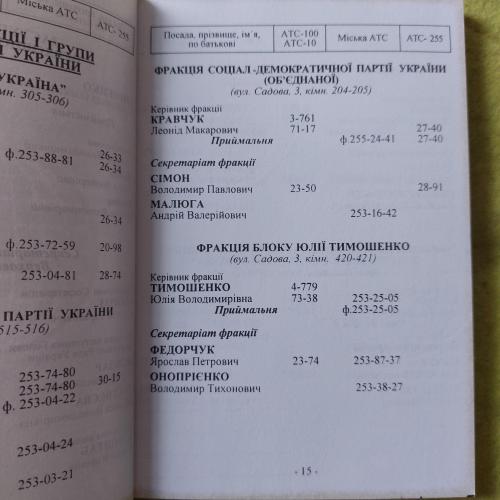 Міська АТС АТС- 255
ЦІЇ І ГРУПИ
УКРАЇНИ
УКРАЇНА"
імн. 305-306)
ф.253-88-81 26-33
26-34
26-34
ф.253-72-59 20-98
253-04-81 28-74
ПАРТІЇ УКРАЇНИ
515-516)
253-74-80
253-74-80 30-15
ф. 253-04-22
253-04-24
253-03-21
Посада, прізвище, ім´я, по батькові АТС-100 АТС-10 Міська АТС АТС- 255
ФРАКЦІЯ СОЦІАЛ-ДЕМОКРАТИЧНОЇ ПАРТІЇ УКРАЇНИ
(ОБ'ЄДНАНОЇ)
(вул. Садова, 3, кімн. 204-205)
Керівник фракції
КРАВЧУК 3-761
Леонід Макарович 71-17 27-40
Приймальня ф.255-24-41 27-40
Секретаріат фракції
СІМОН
Володимир Павлович 23-50 28-91
МАЛЮГА
Андрій Валерійович 253-16-42
ФРАКЦІЯ БЛОКУ ЮЛІЇ ТИМОШЕНКО
(вул. Садова, 3, кімн. 420-421)
Керівник фракції
ТИМОШЕНКО 4-779
Юлія Володимирівна 73-38 253-25-05
Приймальня ф.253-25-05
Секретаріат фракції
ФЕДОРЧУК
Ярослав Петрович 23-74 253-87-37
ОНОПРІЄНКО
Володимир Тихонович 253-38-27
- 15 -